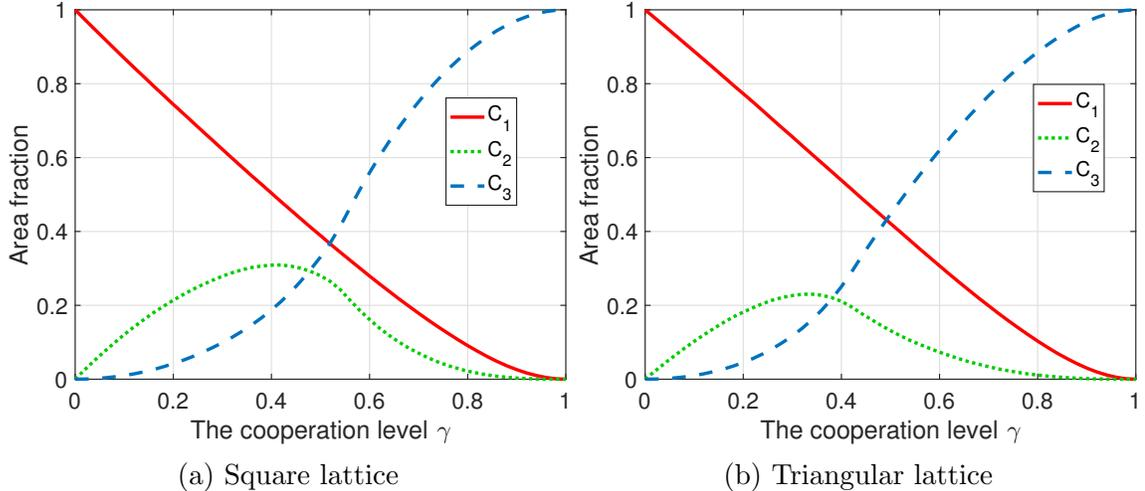 1
0.8
0.6
0.4
0.2
0
Area fraction
0 0.2 0.4 0.6 0.8 1
The cooperation level γ
C1
C2
C3
(a) Square lattice
1
0.8
0.6
0.4
0.2
0
Area fraction
0 0.2 0.4 0.6 0.8 1
The cooperation level γ
C1
C2
C3
(b) Triangular lattice